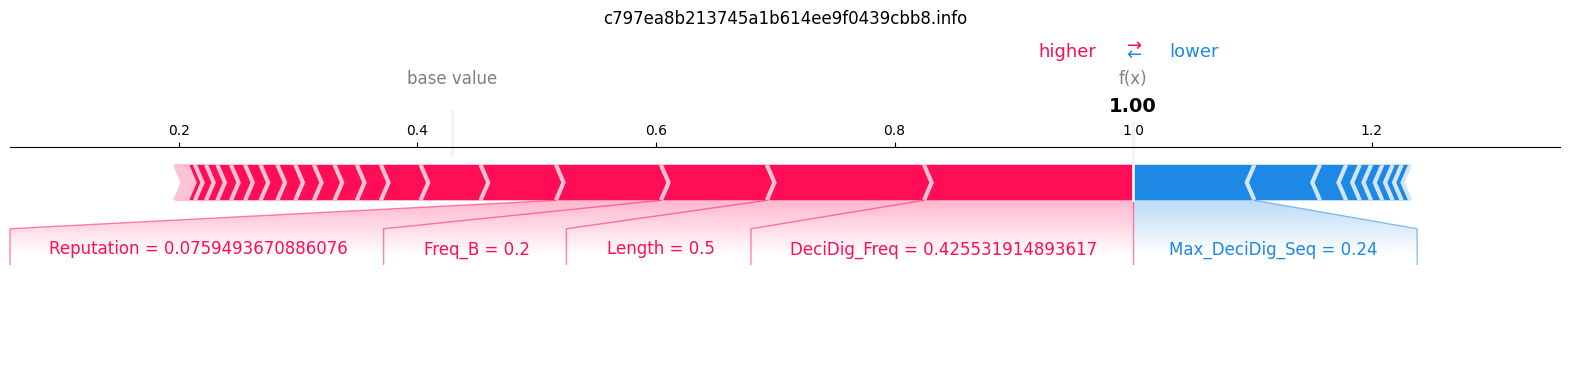 c797ea8b213745a1b614ee9f0439cbb8.info
higher ⇄ lower
base value f(x)
1.00
0.2 0.4 0.6 0.8 1.0 1.2
Reputation = 0.0759493670886076 Freq_B = 0.2 Length = 0.5 DeciDig_Freq = 0.425531914893617 Max_DeciDig_Seq = 0.24